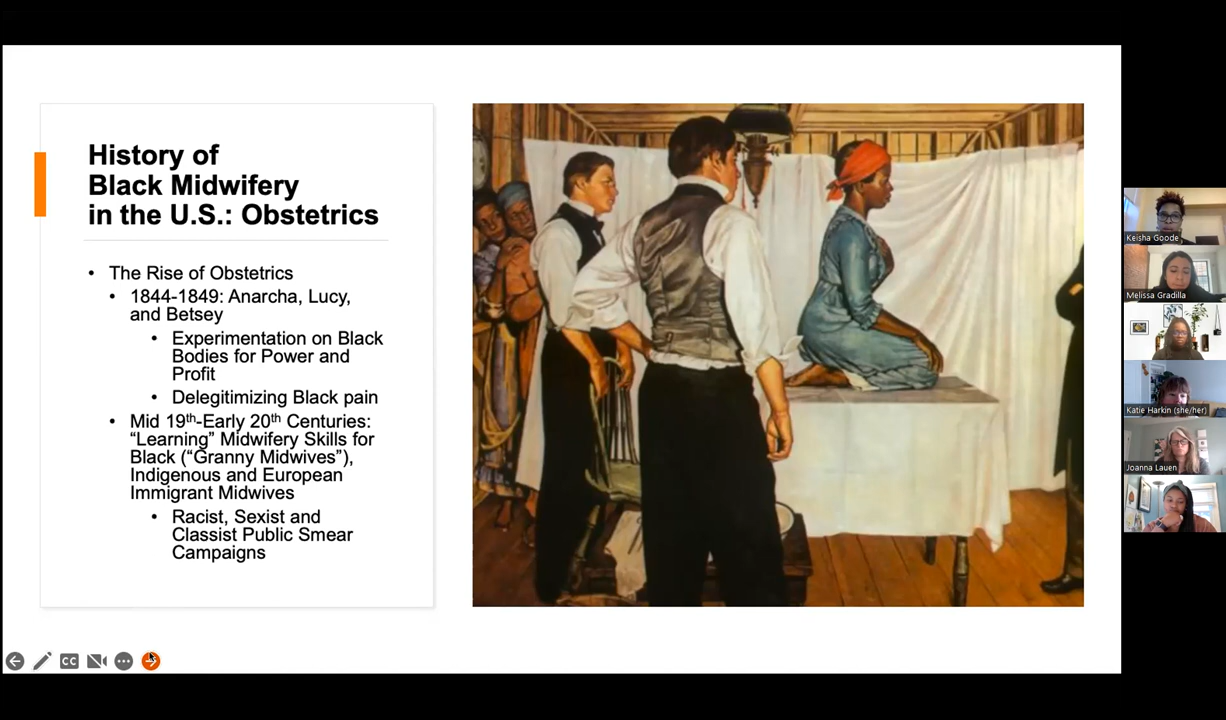 History of
Black Midwifery
in the U.S.: Obstetrics
• The Rise of Obstetrics
• 1844-1849: Anarcha, Lucy,
and Betsey
• Experimentation on Black
Bodies for Power and
Profit
• Delegitimizing Black pain
• Mid 19th-Early 20th Centuries:
“Learning” Midwifery Skills for
Black (“Granny Midwives”),
Indigenous and European
Immigrant Midwives
• Racist, Sexist and
Classist Public Smear
Campaigns
CC
Keisha Goode
Melissa Gradilla
Katie Harkin (she/her)
Joanna Lauen